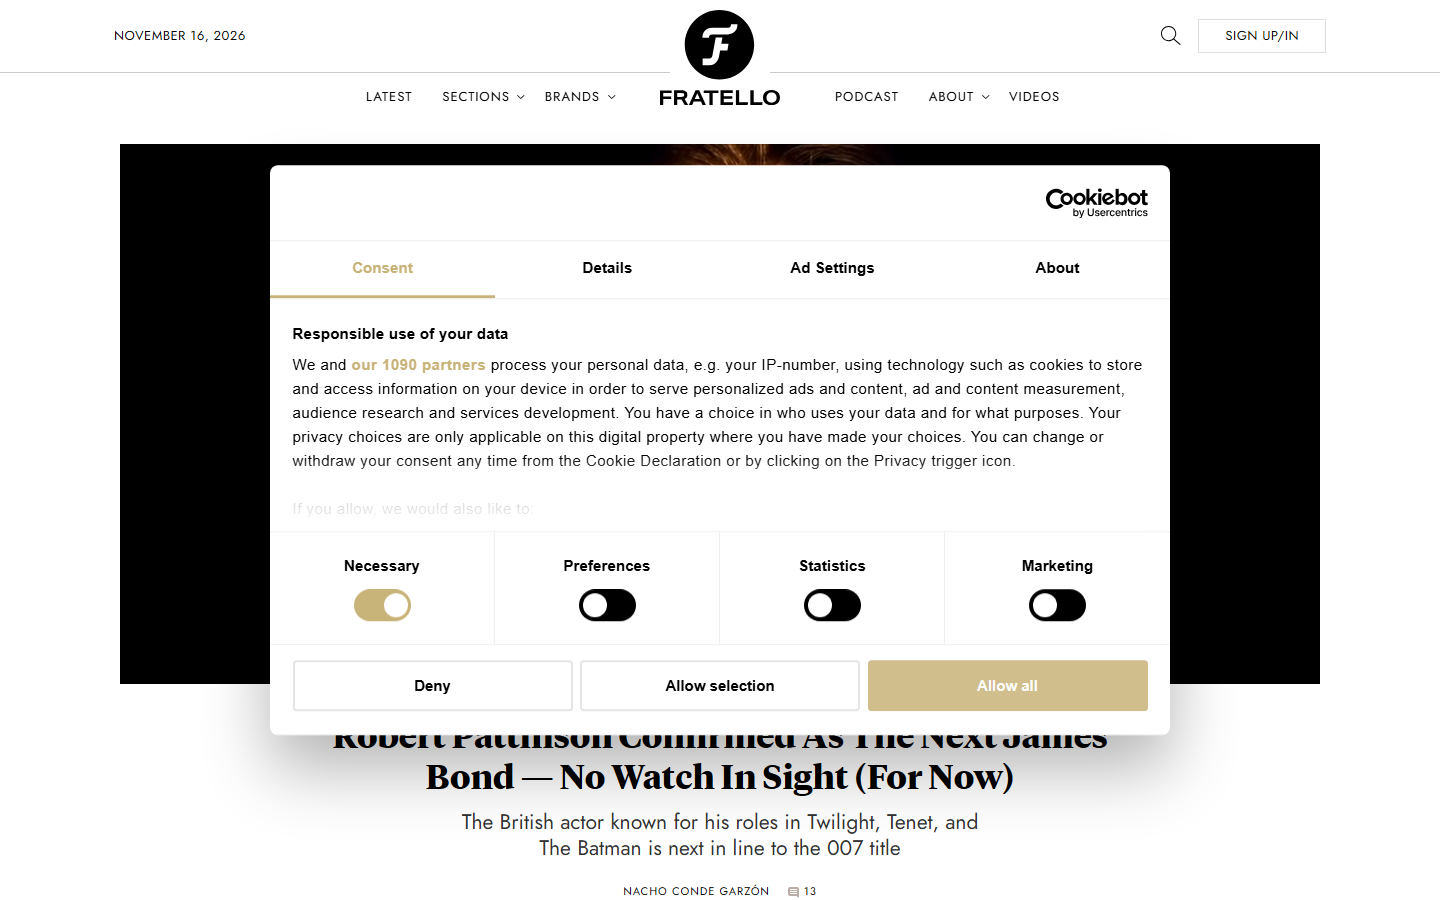 NOVEMBER 16, 2026
SIGN UP/IN
LATEST
SECTIONS
BRANDS
FRATELLO
PODCAST
ABOUT
VIDEOS
Cookiebot
by Usercentrics
Consent
Details
Ad Settings
About
Responsible use of your data
We and our 1090 partners process your personal data, e.g. your IP-number, using technology such as cookies to store
and access information on your device in order to serve personalized ads and content, ad and content measurement,
audience research and services development. You have a choice in who uses your data and for what purposes. Your
privacy choices are only applicable on this digital property where you have made your choices. You can change or
withdraw your consent any time from the Cookie Declaration or by clicking on the Privacy trigger icon.
If you allow, we would also like to:
Necessary
Preferences
Statistics
Marketing
Deny
Allow selection
Allow all
Robert Pattinson Confirmed As The Next James
Bond — No Watch In Sight (For Now)
The British actor known for his roles in Twilight, Tenet, and
The Batman is next in line to the 007 title
NACHO CONDE GARZÓN
13